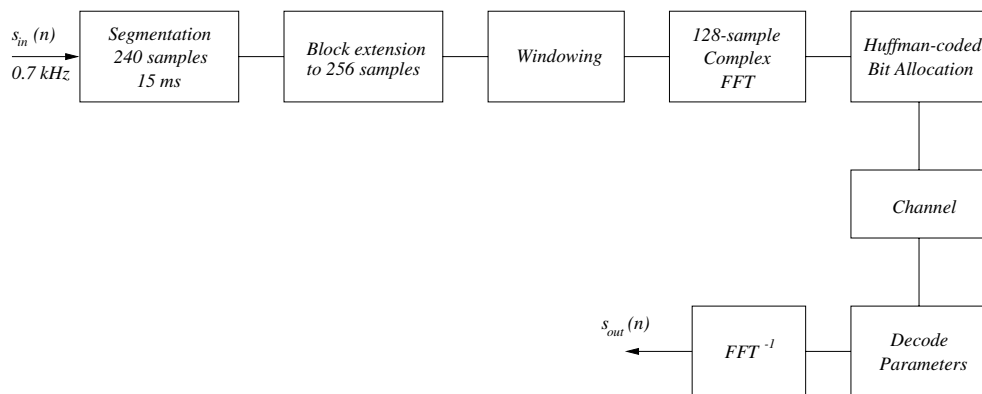 s_in (n)
0.7 kHz
Segmentation
240 samples
15 ms
Block extension
to 256 samples
Windowing
128-sample
Complex
FFT
Huffman-coded
Bit Allocation
Channel
Decode
Parameters
FFT ⁻¹
s_out (n)